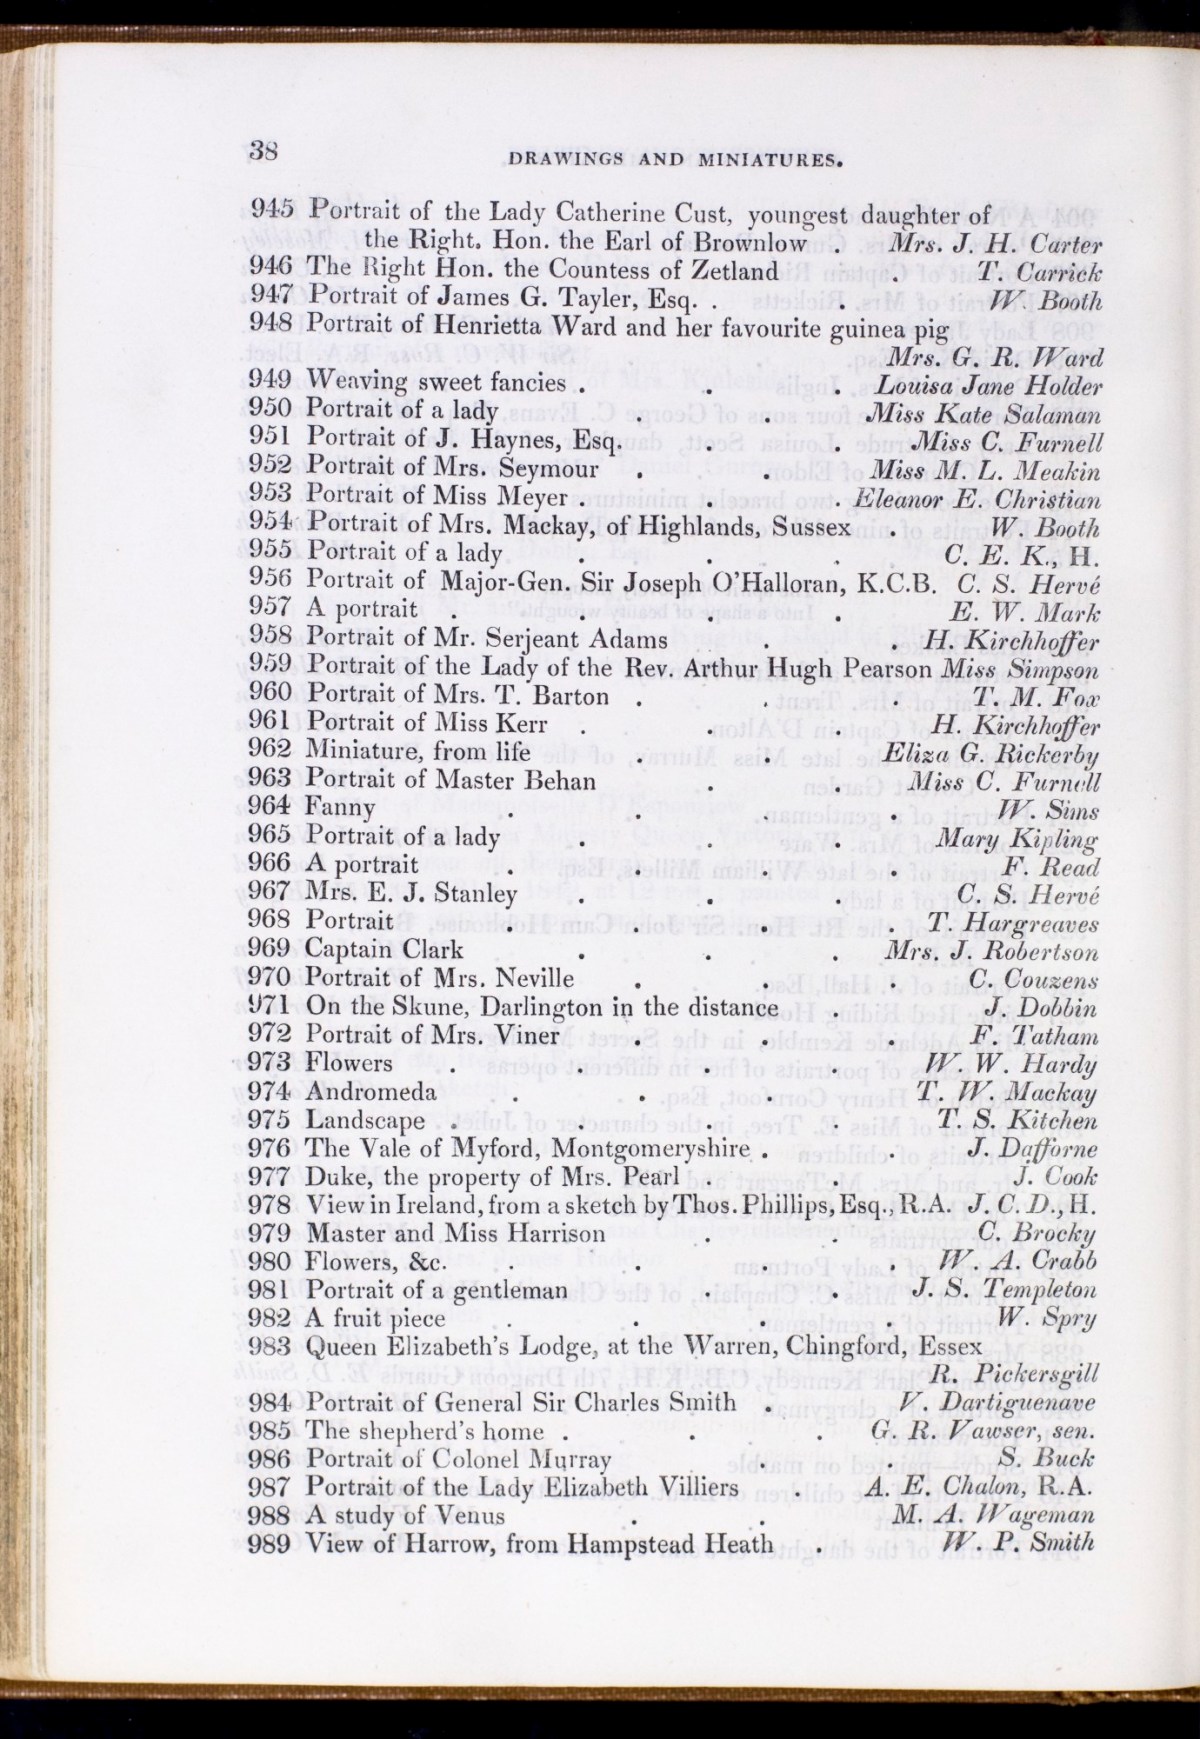 38
DRAWINGS AND MINIATURES.
945 Portrait of the Lady Catherine Cust, youngest daughter of
the Right. Hon. the Earl of Brownlow . Mrs. J. H. Carter
946 The Right Hon. the Countess of Zetland . T. Carrick
947 Portrait of James G. Tayler, Esq. . . W. Booth
948 Portrait of Henrietta Ward and her favourite guinea pig
Mrs. G. R. Ward
949 Weaving sweet fancies . . . Louisa Jane Holder
950 Portrait of a lady . . Miss Kate Salaman
951 Portrait of J. Haynes, Esq. . . Miss C. Furnell
952 Portrait of Mrs. Seymour . . Miss M. L. Meakin
953 Portrait of Miss Meyer . . . Eleanor E. Christian
954 Portrait of Mrs. Mackay, of Highlands, Sussex . W. Booth
955 Portrait of a lady . . . C. E. K., H.
956 Portrait of Major-Gen. Sir Joseph O'Halloran, K.C.B. C. S. Hervé
957 A portrait . . . . E. W. Mark
958 Portrait of Mr. Serjeant Adams . . H. Kirchhoffer
959 Portrait of the Lady of the Rev. Arthur Hugh Pearson Miss Simpson
960 Portrait of Mrs. T. Barton . . . T. M. Fox
961 Portrait of Miss Kerr . . . H. Kirchhoffer
962 Miniature, from life . . Eliza G. Rickerby
963 Portrait of Master Behan . . Miss C. Furnell
964 Fanny . . . . W. Sims
965 Portrait of a lady . . . Mary Kipling
966 A portrait . . . . F. Read
967 Mrs. E. J. Stanley . . . C. S. Hervé
968 Portrait . . . . T. Hargreaves
969 Captain Clark . . . Mrs. J. Robertson
970 Portrait of Mrs. Neville . . . C. Couzens
971 On the Skune, Darlington in the distance . J. Dobbin
972 Portrait of Mrs. Viner . . . F. Tatham
973 Flowers . . . . W. W. Hardy
974 Andromeda . . . T. W. Mackay
975 Landscape . . . . T. S. Kitchen
976 The Vale of Myford, Montgomeryshire . . J. Dafforne
977 Duke, the property of Mrs. Pearl . . J. Cook
978 View in Ireland, from a sketch by Thos. Phillips, Esq., R.A. J. C. D., H.
979 Master and Miss Harrison . . C. Brocky
980 Flowers, &c. . . . . W. A. Crabb
981 Portrait of a gentleman . . J. S. Templeton
982 A fruit piece . . . . W. Spry
983 Queen Elizabeth's Lodge, at the Warren, Chingford, Essex
R. Pickersgill
984 Portrait of General Sir Charles Smith . V. Dartiguenave
985 The shepherd's home . . . G. R. Vawser, sen.
986 Portrait of Colonel Murray . . S. Buck
987 Portrait of the Lady Elizabeth Villiers . A. E. Chalon, R.A.
988 A study of Venus . . M. A. Wageman
989 View of Harrow, from Hampstead Heath . W. P. Smith